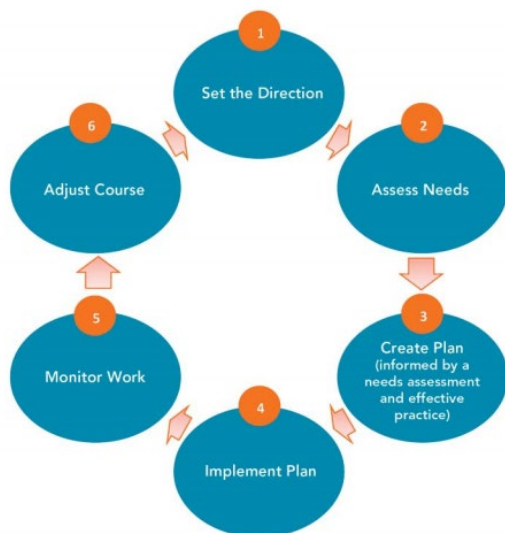 1
Set the Direction
2
Assess Needs
3
Create Plan
(informed by a
needs assessment
and effective
practice)
4
Implement Plan
5
Monitor Work
6
Adjust Course